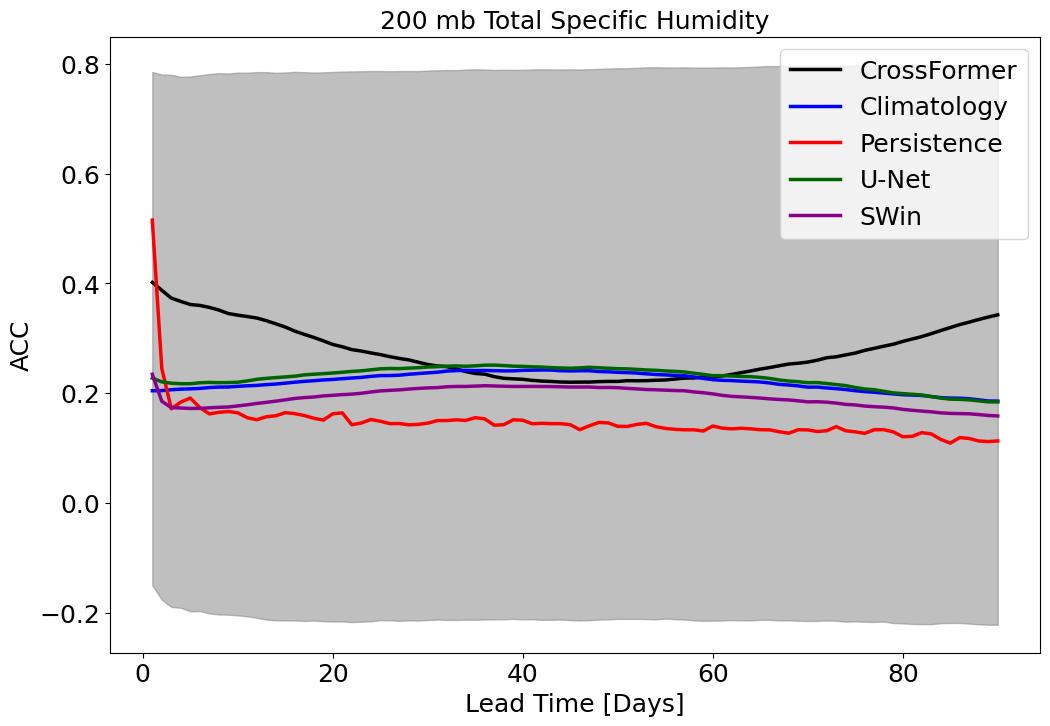 200 mb Total Specific Humidity
0.8
0.6
0.4
0.2
0.0
−0.2
ACC
CrossFormer
Climatology
Persistence
U-Net
SWin
0
20
40
60
80
Lead Time [Days]